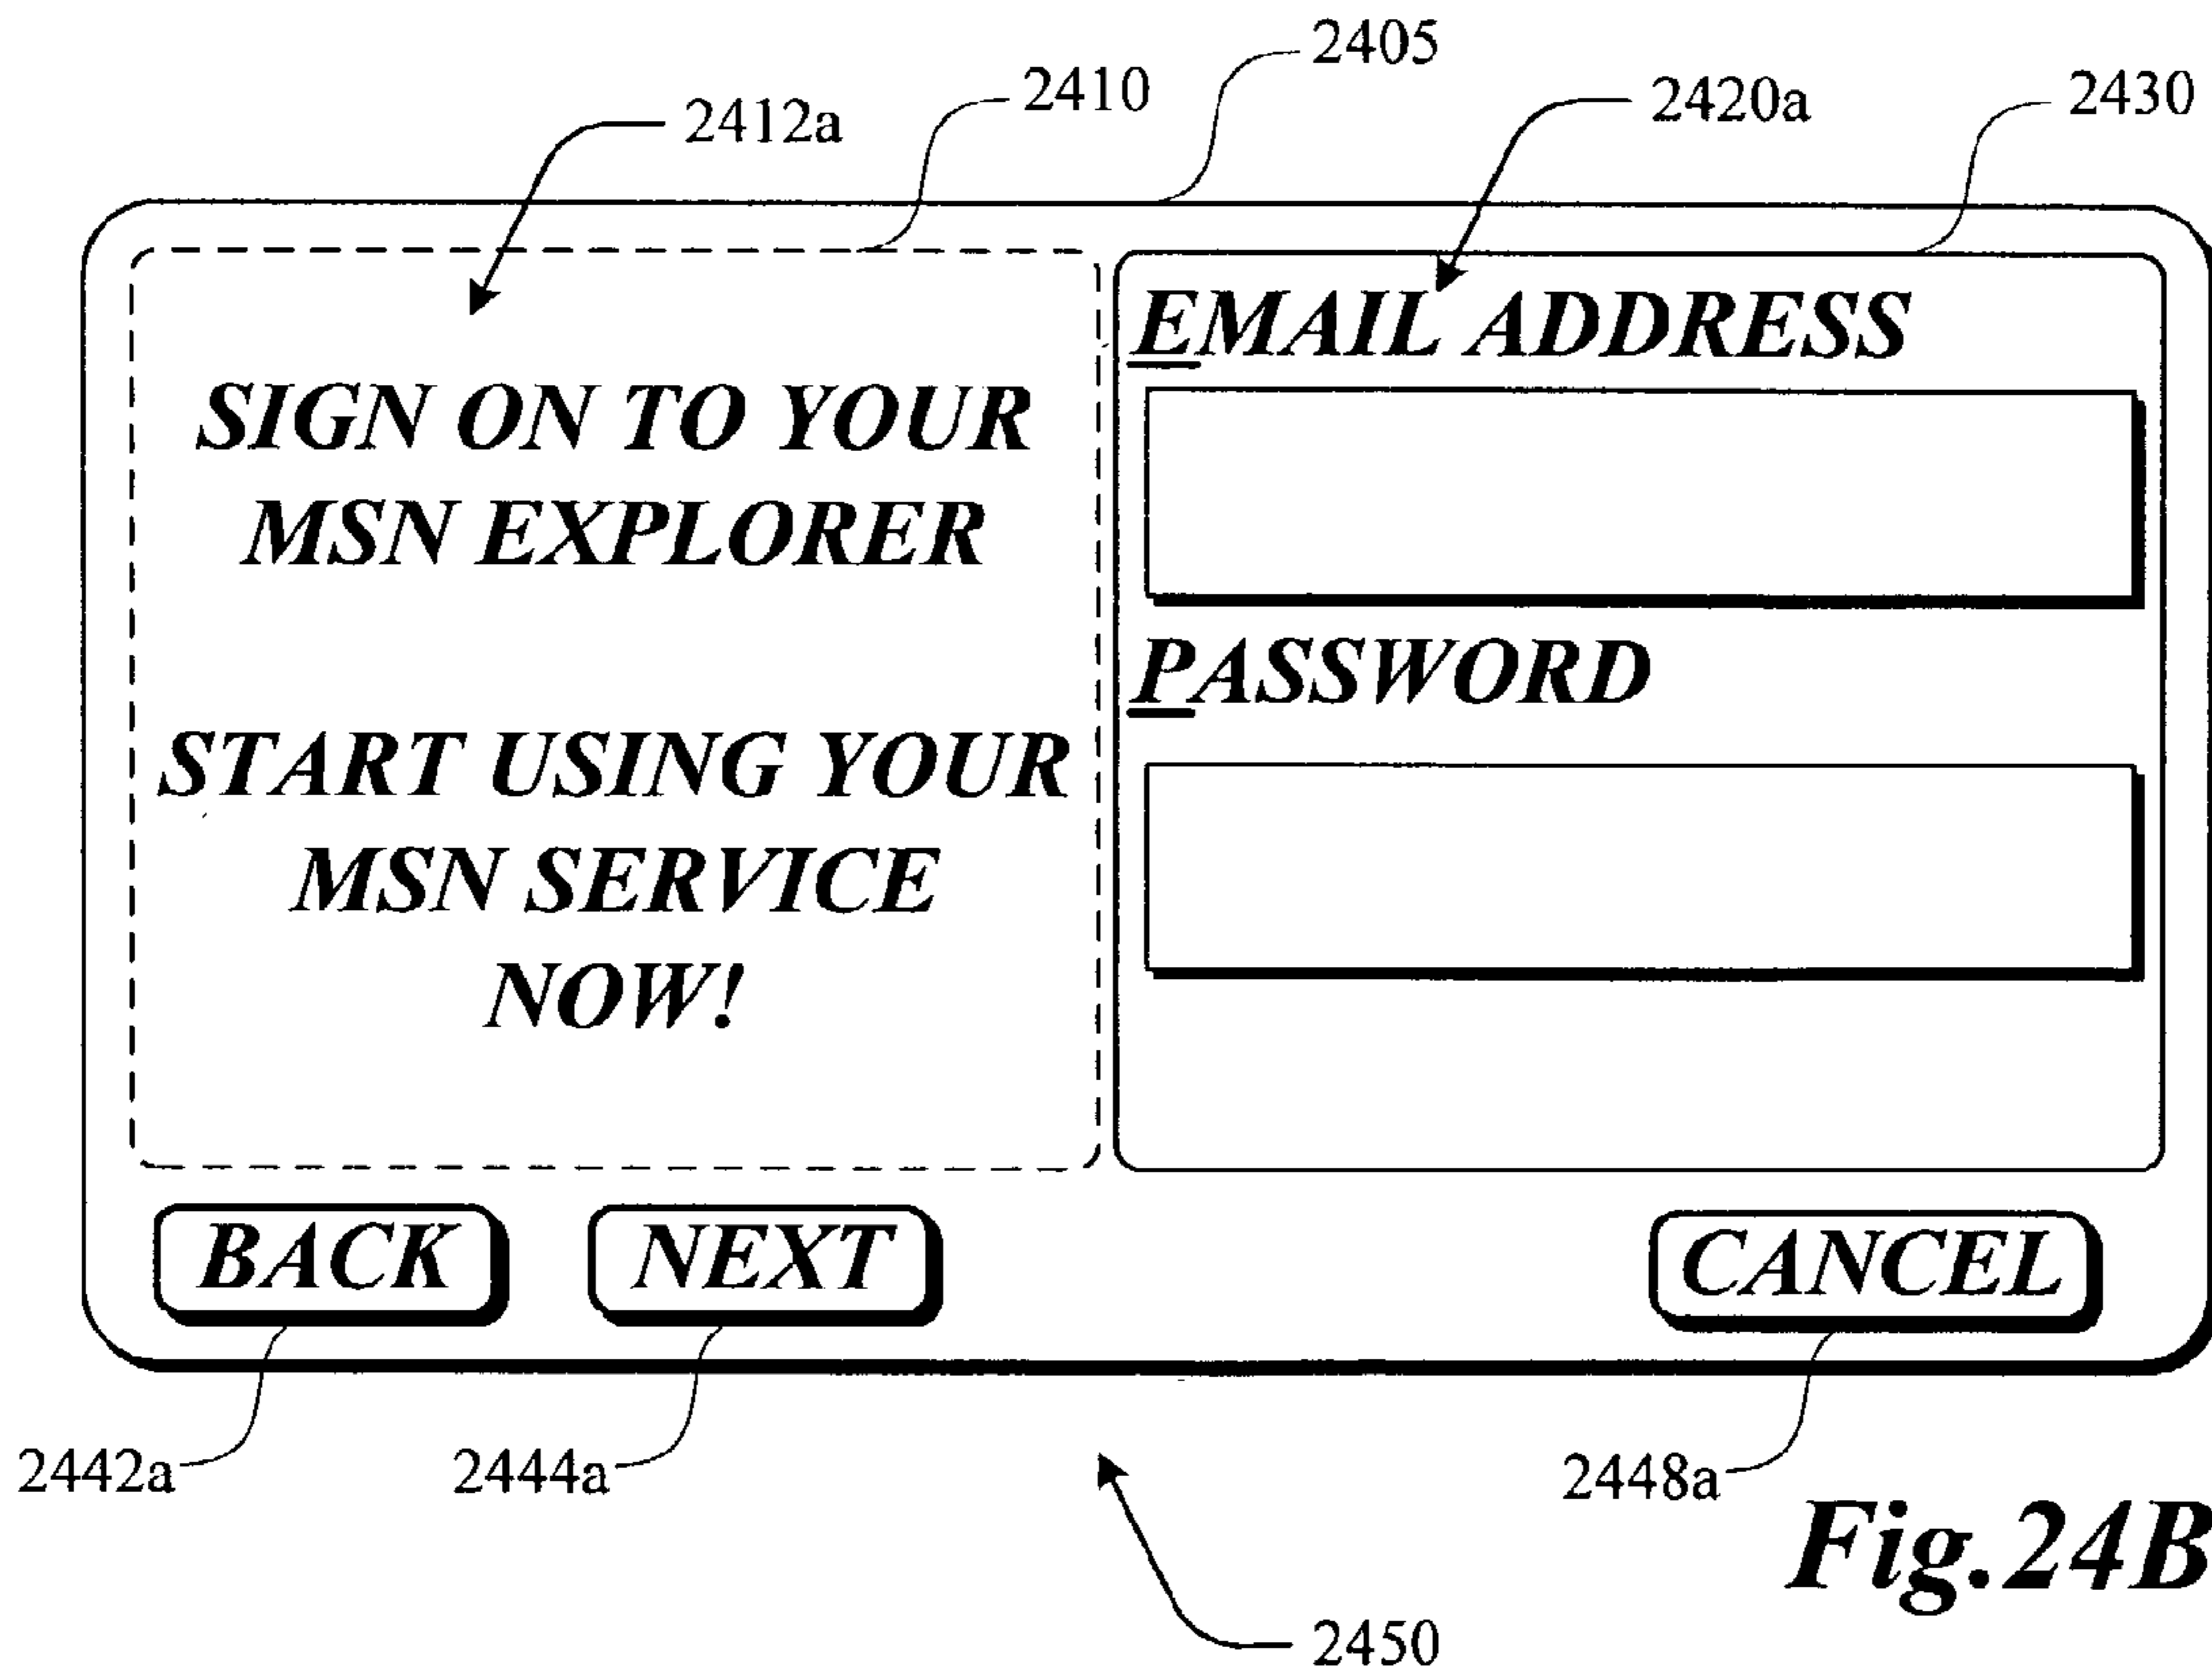 2405
2410
2412a
2420a
2430
SIGN ON TO YOUR
MSN EXPLORER
START USING YOUR
MSN SERVICE
NOW!
EMAIL ADDRESS
PASSWORD
BACK
NEXT
CANCEL
2442a
2444a
2448a
Fig.24B
2450